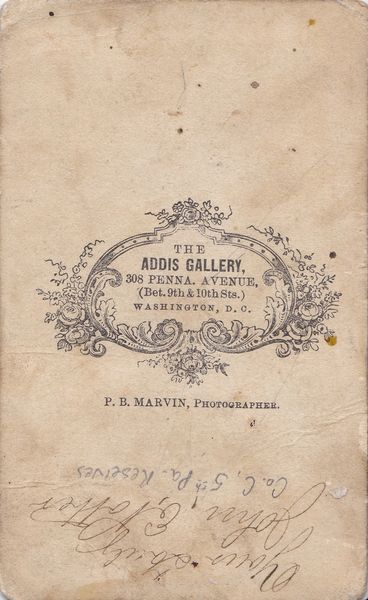 THE
ADDIS GALLERY,
308 PENNA. AVENUE,
(Bet. 9th & 10th Sts.)
WASHINGTON, D. C.
P. B. MARVIN, PHOTOGRAPHER.
Yours truly
John E.
Co. C, 5th Pa. Reserves